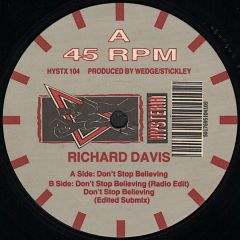 A
45 RPM
HYSTX 104 PRODUCED BY WEDGE/STICKLEY
HYSTERIA
RICHARD DAVIS
A Side: Don't Stop Believing
B Side: Don't Stop Believing (Radio Edit)
Don't Stop Believing
(Edited Submix)